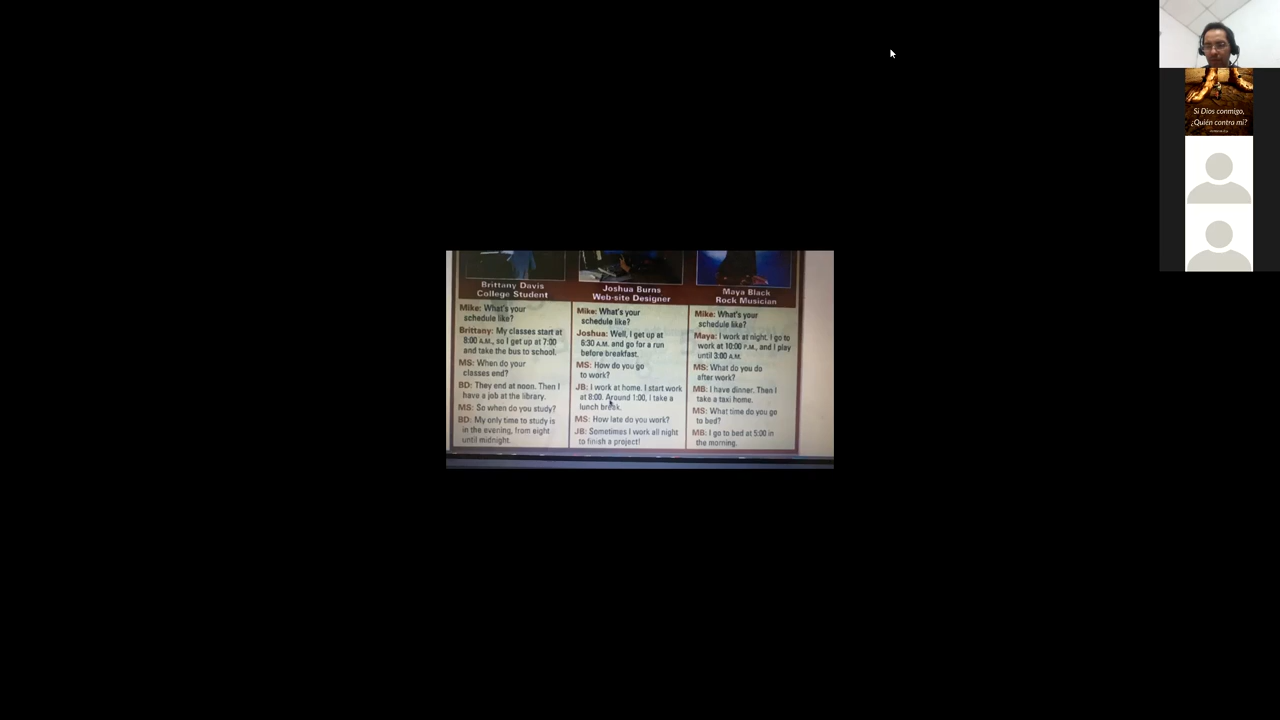 Si Dios conmigo,
¿Quién contra mi?
Brittany Davis
College Student
Mike: What's your
schedule like?
Brittany: My classes start at
8:00 A.M., so I get up at 7:00
and take the bus to school.
MS: When do your
classes end?
BD: They end at noon. Then I
have a job at the library.
MS: So when do you study?
BD: My only time to study is
in the evening, from eight
until midnight.
Joshua Burns
Web-site Designer
Mike: What's your
schedule like?
Joshua: Well, I get up at
6:30 A.M. and go for a run
before breakfast.
MS: How do you go
to work?
JB: I work at home. I start work
at 8:00. Around 1:00, I take a
lunch break.
MS: How late do you work?
JB: Sometimes I work all night
to finish a project!
Maya Black
Rock Musician
Mike: What's your
schedule like?
Maya: I work at night. I go to
work at 10:00 P.M., and I play
until 3:00 A.M.
MS: What do you do
after work?
MB: I have dinner. Then I
take a taxi home.
MS: What time do you go
to bed?
MB: I go to bed at 5:00 in
the morning.